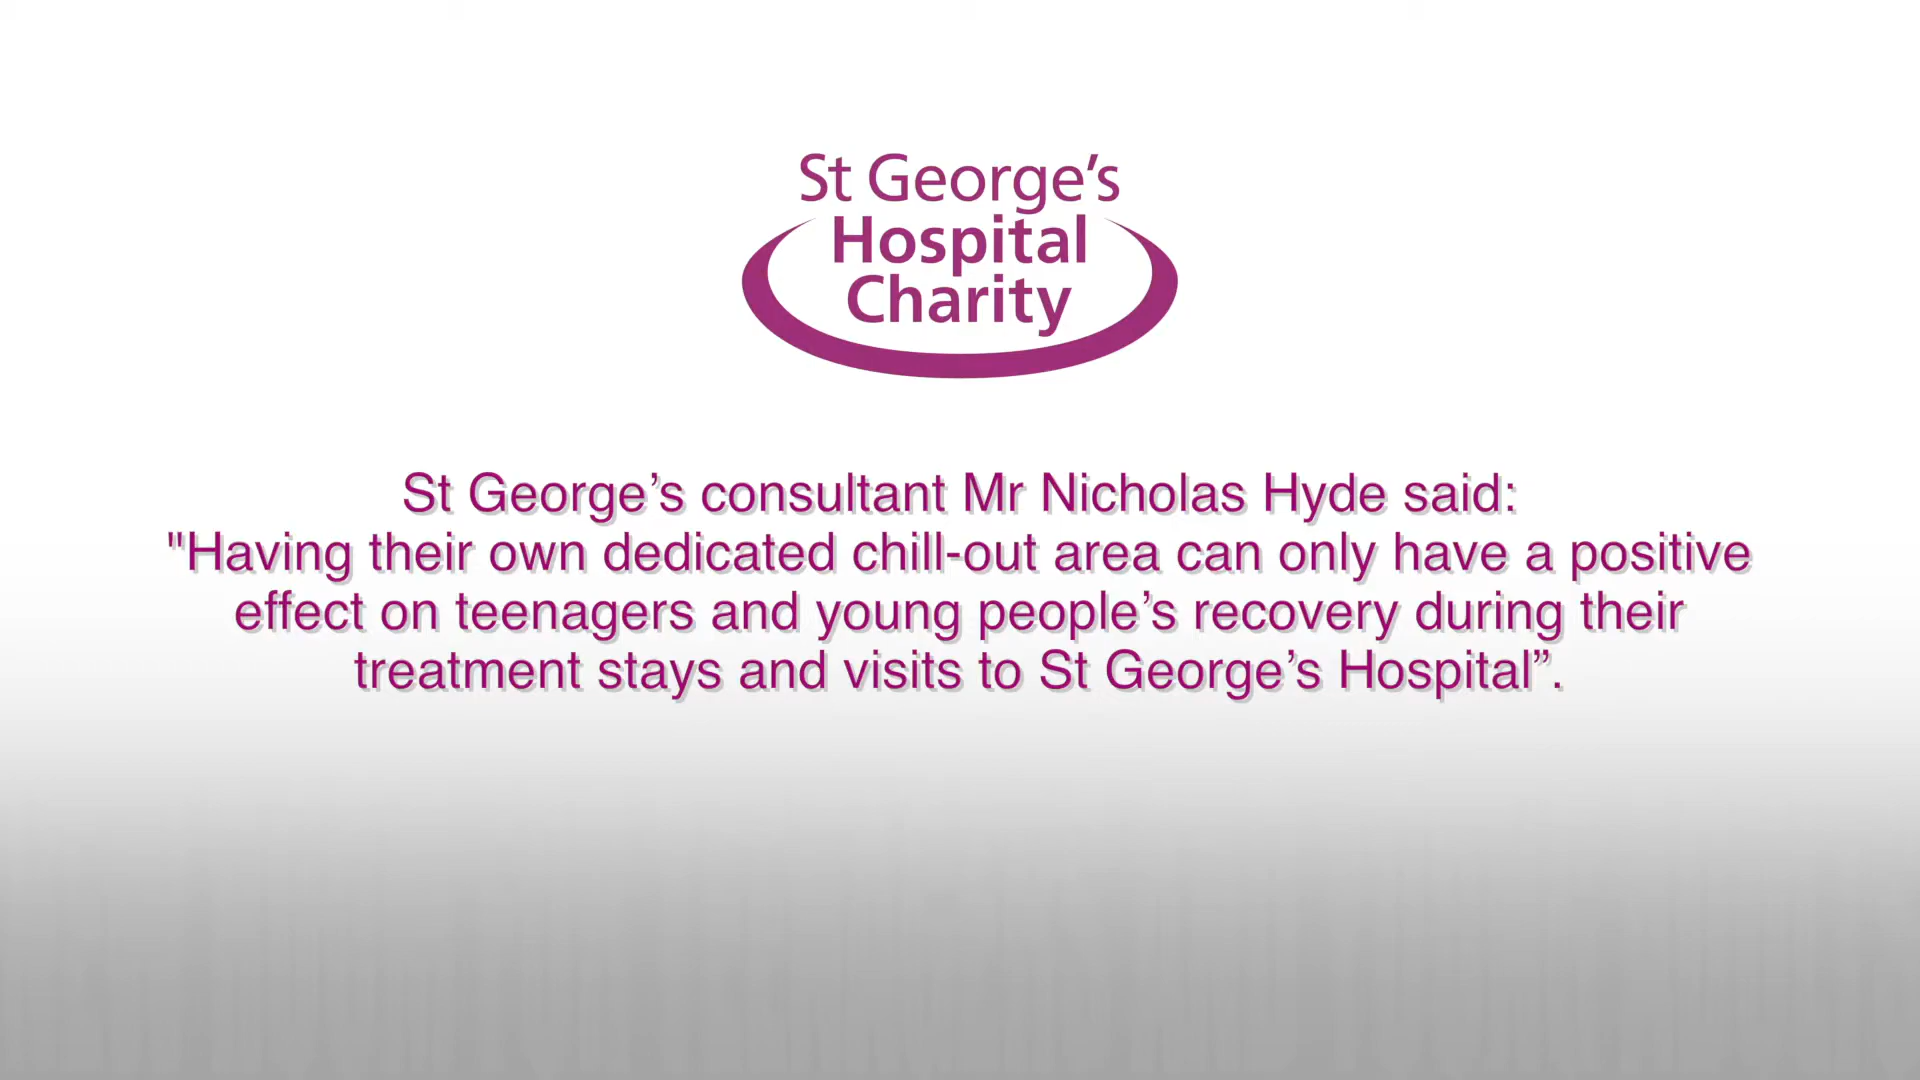 St George‘s
Hospital
Charity
St George’s consultant Mr Nicholas Hyde said:
"Having their own dedicated chill-out area can only have a positive
effect on teenagers and young people’s recovery during their
treatment stays and visits to St George’s Hospital”.